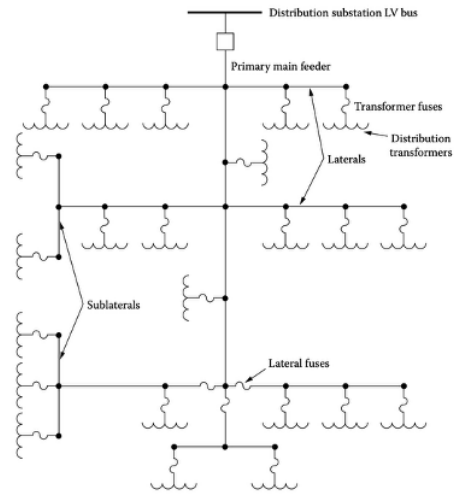 Distribution substation LV bus
Primary main feeder
Transformer fuses
Distribution
transformers
Laterals
Sublaterals
Lateral fuses